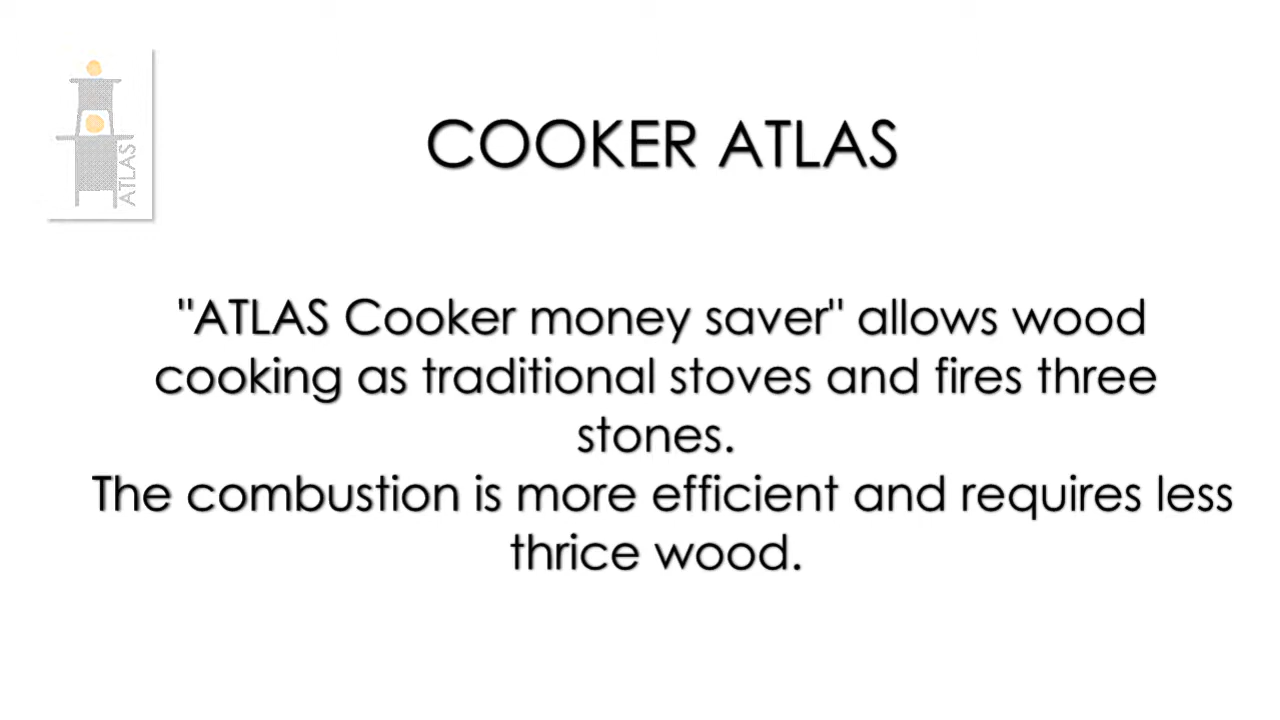 ATLAS
COOKER ATLAS
"ATLAS Cooker money saver" allows wood
cooking as traditional stoves and fires three
stones.
The combustion is more efficient and requires less
thrice wood.